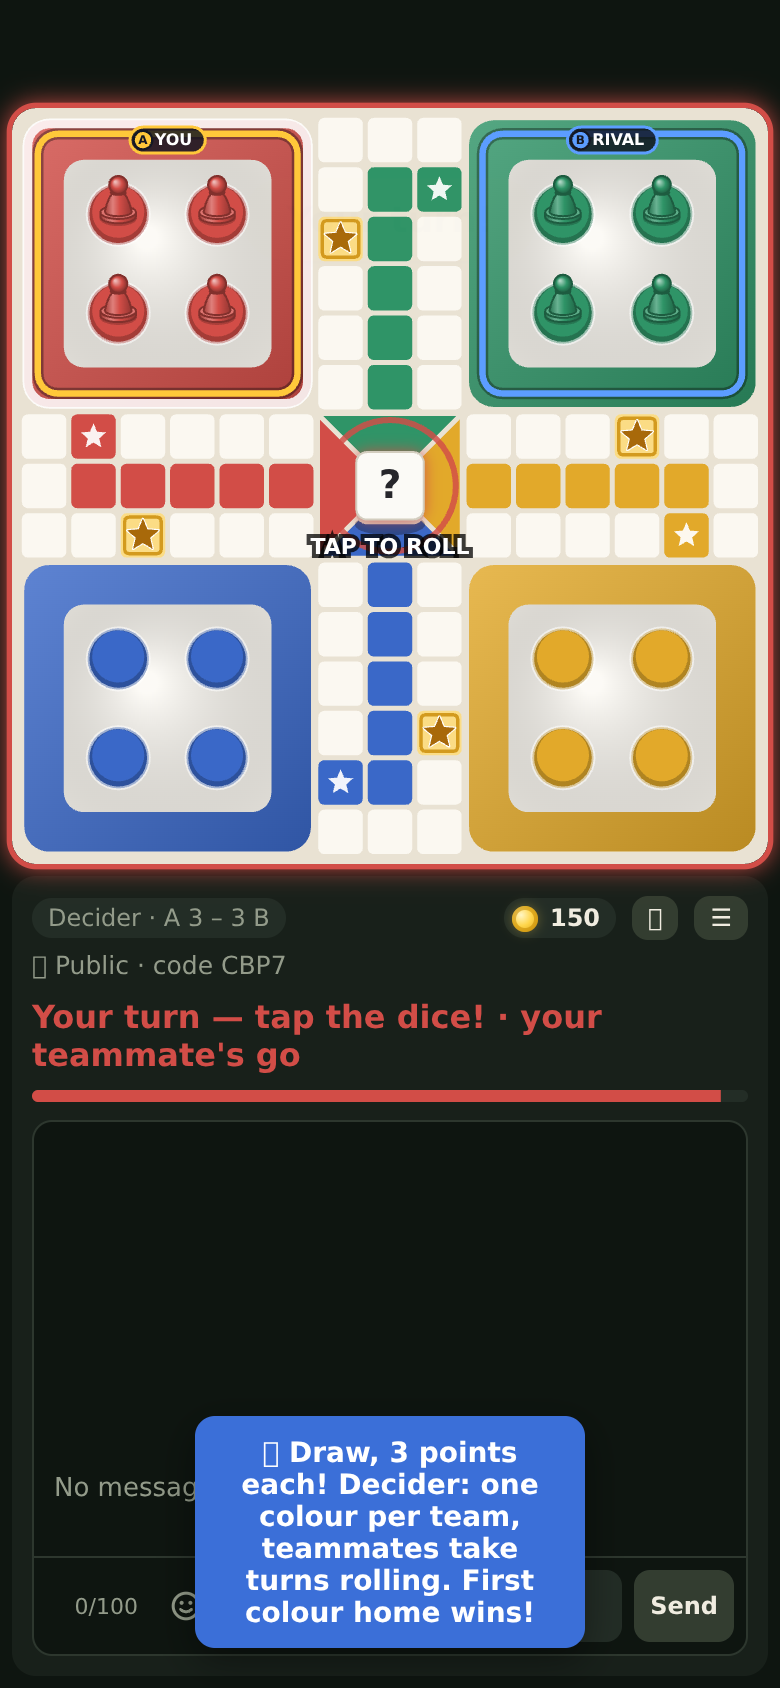 A YOU
B RIVAL
?
TAP TO ROLL
Decider · A 3 – 3 B
150
Public · code CBP7
Your turn — tap the dice! · your
teammate's go
No messag
Draw, 3 points
each! Decider: one
colour per team,
teammates take
turns rolling. First
colour home wins!
0/100
Send